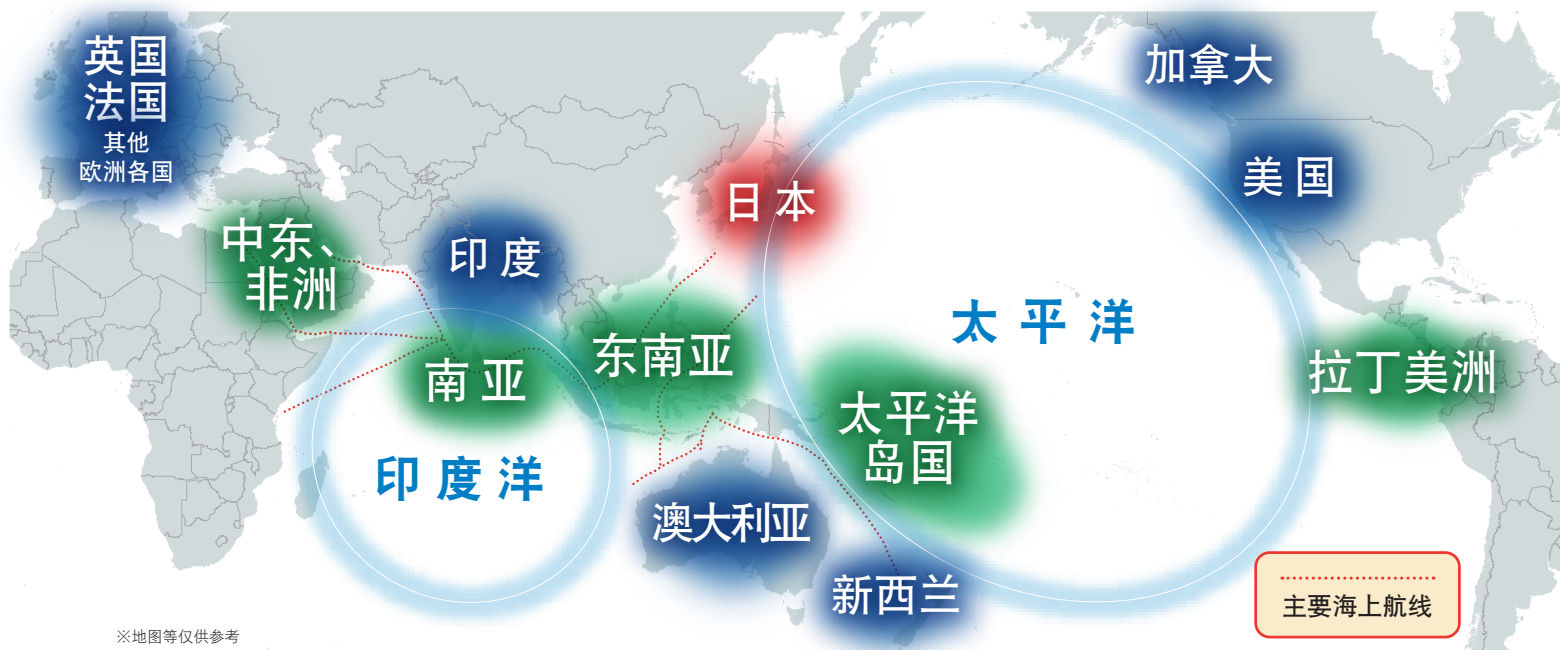 英国
法国
其他
欧洲各国
加拿大
美国
日本
中东、
非洲
印度
太平洋
东南亚
南亚
拉丁美洲
太平洋
岛国
印度洋
澳大利亚
新西兰
主要海上航线
※地图等仅供参考